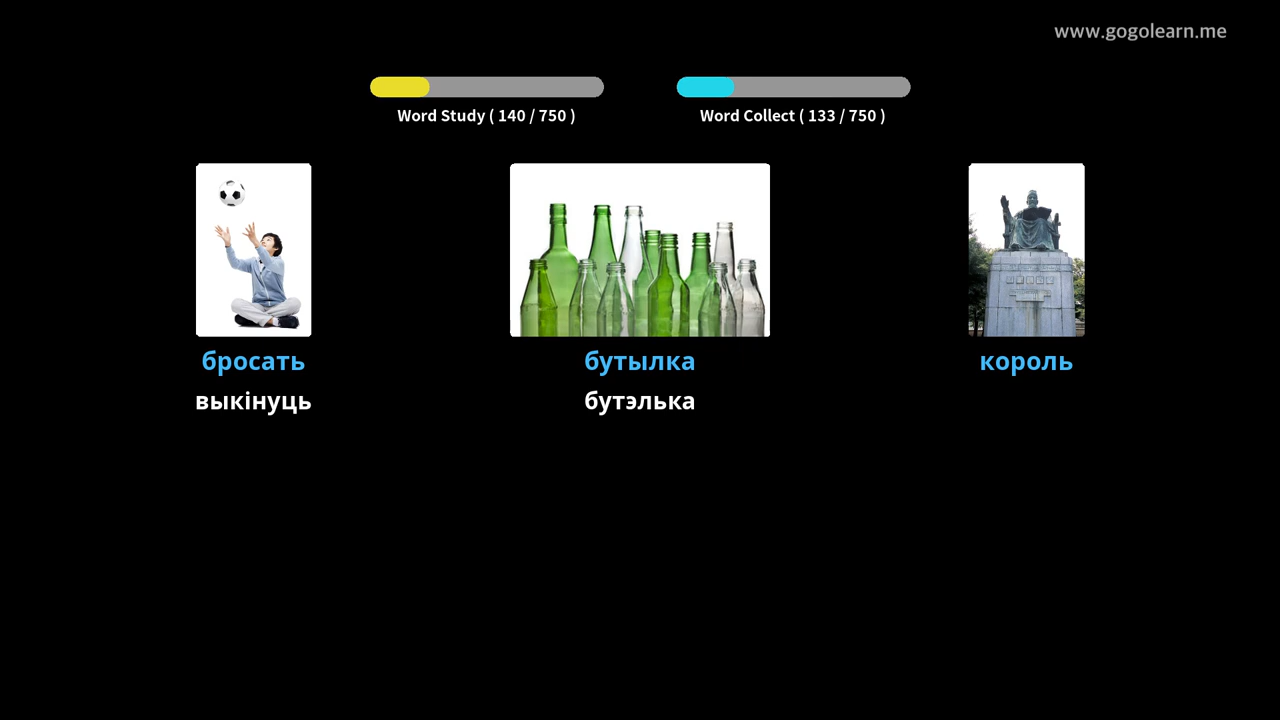 www.gogolearn.me
Word Study ( 140 / 750 )
Word Collect ( 133 / 750 )
бросать
бутылка
король
выкінуць
бутэлька